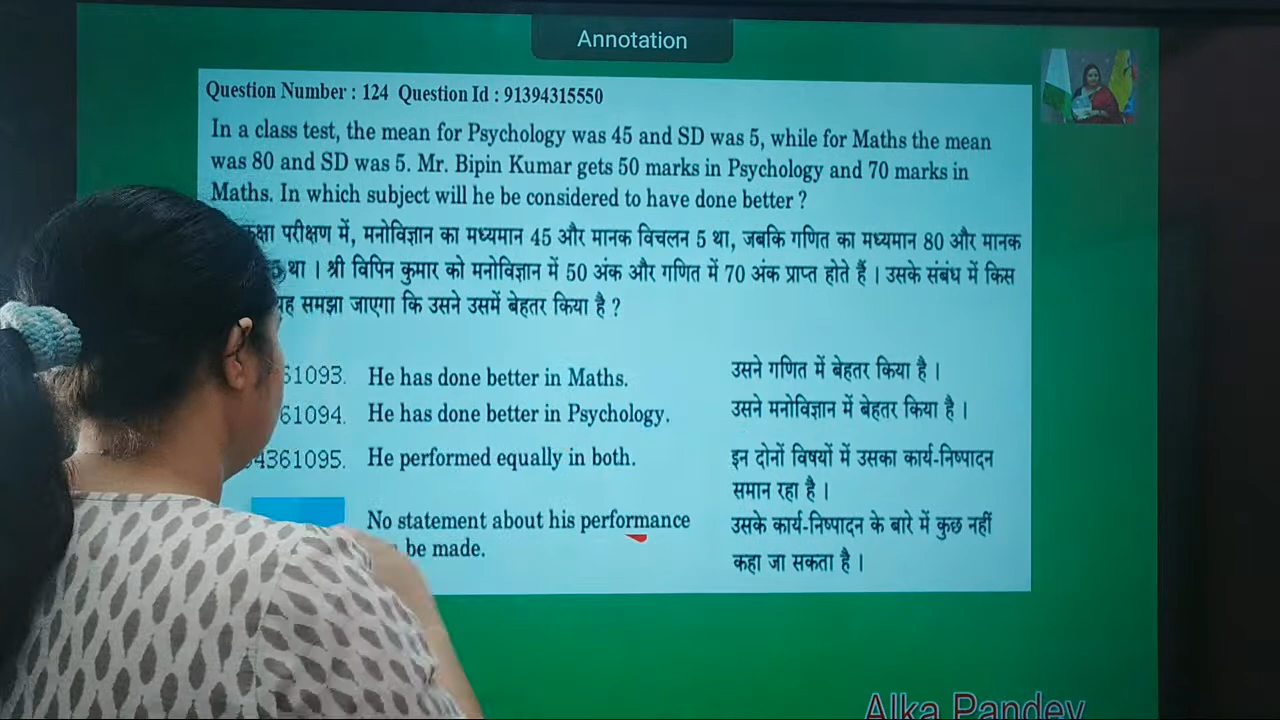 Annotation
Question Number : 124 Question Id : 91394315550
In a class test, the mean for Psychology was 45 and SD was 5, while for Maths the mean
was 80 and SD was 5. Mr. Bipin Kumar gets 50 marks in Psychology and 70 marks in
Maths. In which subject will he be considered to have done better ?
परीक्षण में, मनोविज्ञान का मध्यमान 45 और मानक विचलन 5 था, जबकि गणित का मध्यमान 80 और मानक
था । श्री विपिन कुमार को मनोविज्ञान में 50 अंक और गणित में 70 अंक प्राप्त होते हैं । उसके संबंध में किस
समझा जाएगा कि उसने उसमें बेहतर किया है ?
61093. He has done better in Maths. उसने गणित में बेहतर किया है ।
61094. He has done better in Psychology. उसने मनोविज्ञान में बेहतर किया है ।
4361095. He performed equally in both. इन दोनों विषयों में उसका कार्य-निष्पादन
समान रहा है ।
No statement about his performance उसके कार्य-निष्पादन के बारे में कुछ नहीं
be made. कहा जा सकता है ।
Alka Pandey